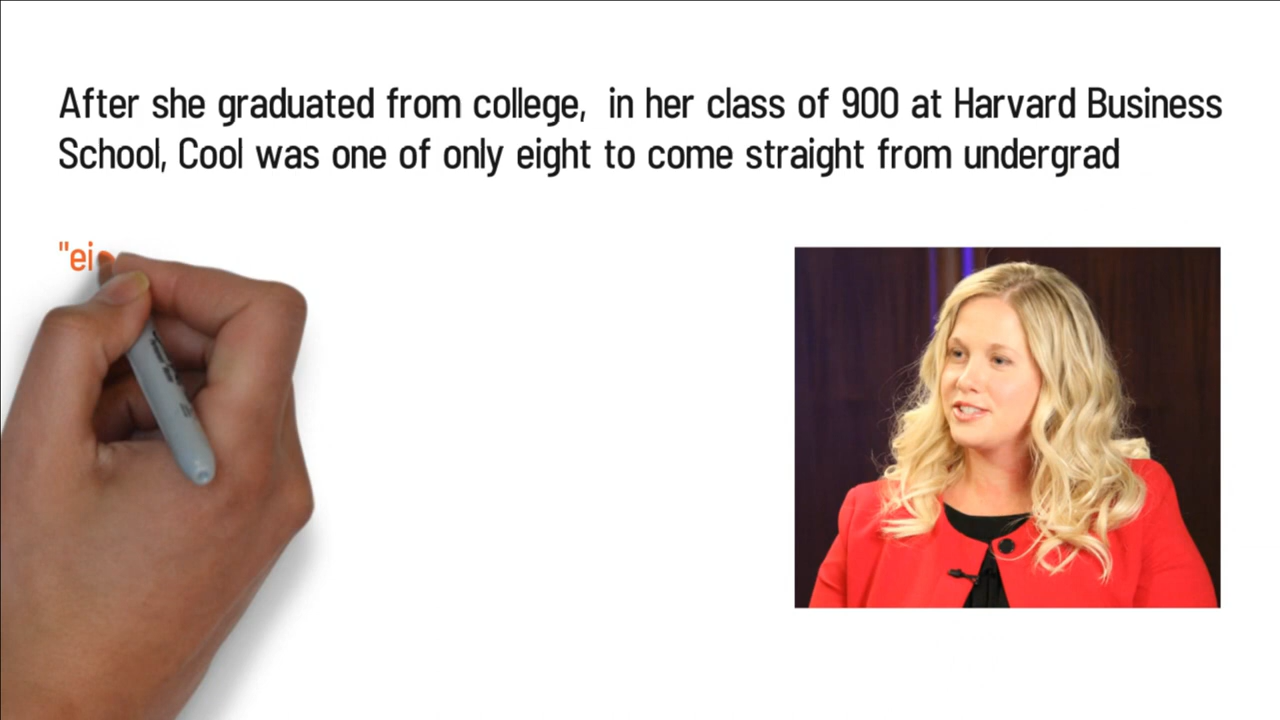 After she graduated from college,  in her class of 900 at Harvard Business
School, Cool was one of only eight to come straight from undergrad
"ei